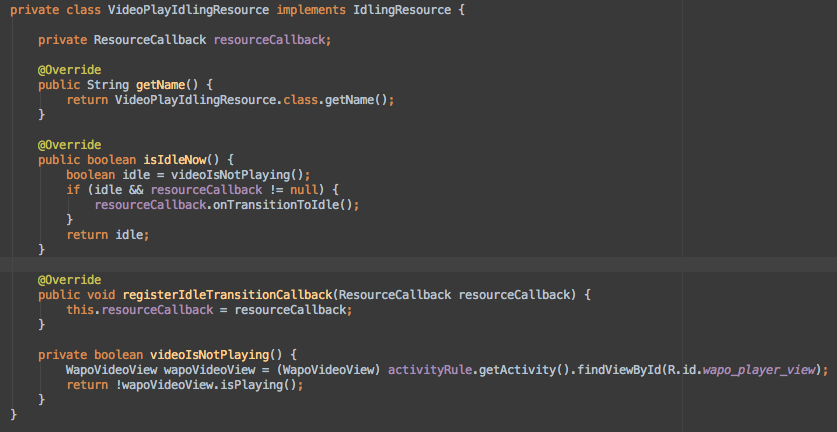 private class VideoPlayIdlingResource implements IdlingResource {
private ResourceCallback resourceCallback;
@Override
public String getName() {
return VideoPlayIdlingResource.class.getName();
}
@Override
public boolean isIdleNow() {
boolean idle = videoIsNotPlaying();
if (idle && resourceCallback != null) {
resourceCallback.onTransitionToIdle();
}
return idle;
}
@Override
public void registerIdleTransitionCallback(ResourceCallback resourceCallback) {
this.resourceCallback = resourceCallback;
}
private boolean videoIsNotPlaying() {
WapoVideoView wapoVideoView = (WapoVideoView) activityRule.getActivity().findViewById(R.id.wapo_player_view);
return !wapoVideoView.isPlaying();
}
}